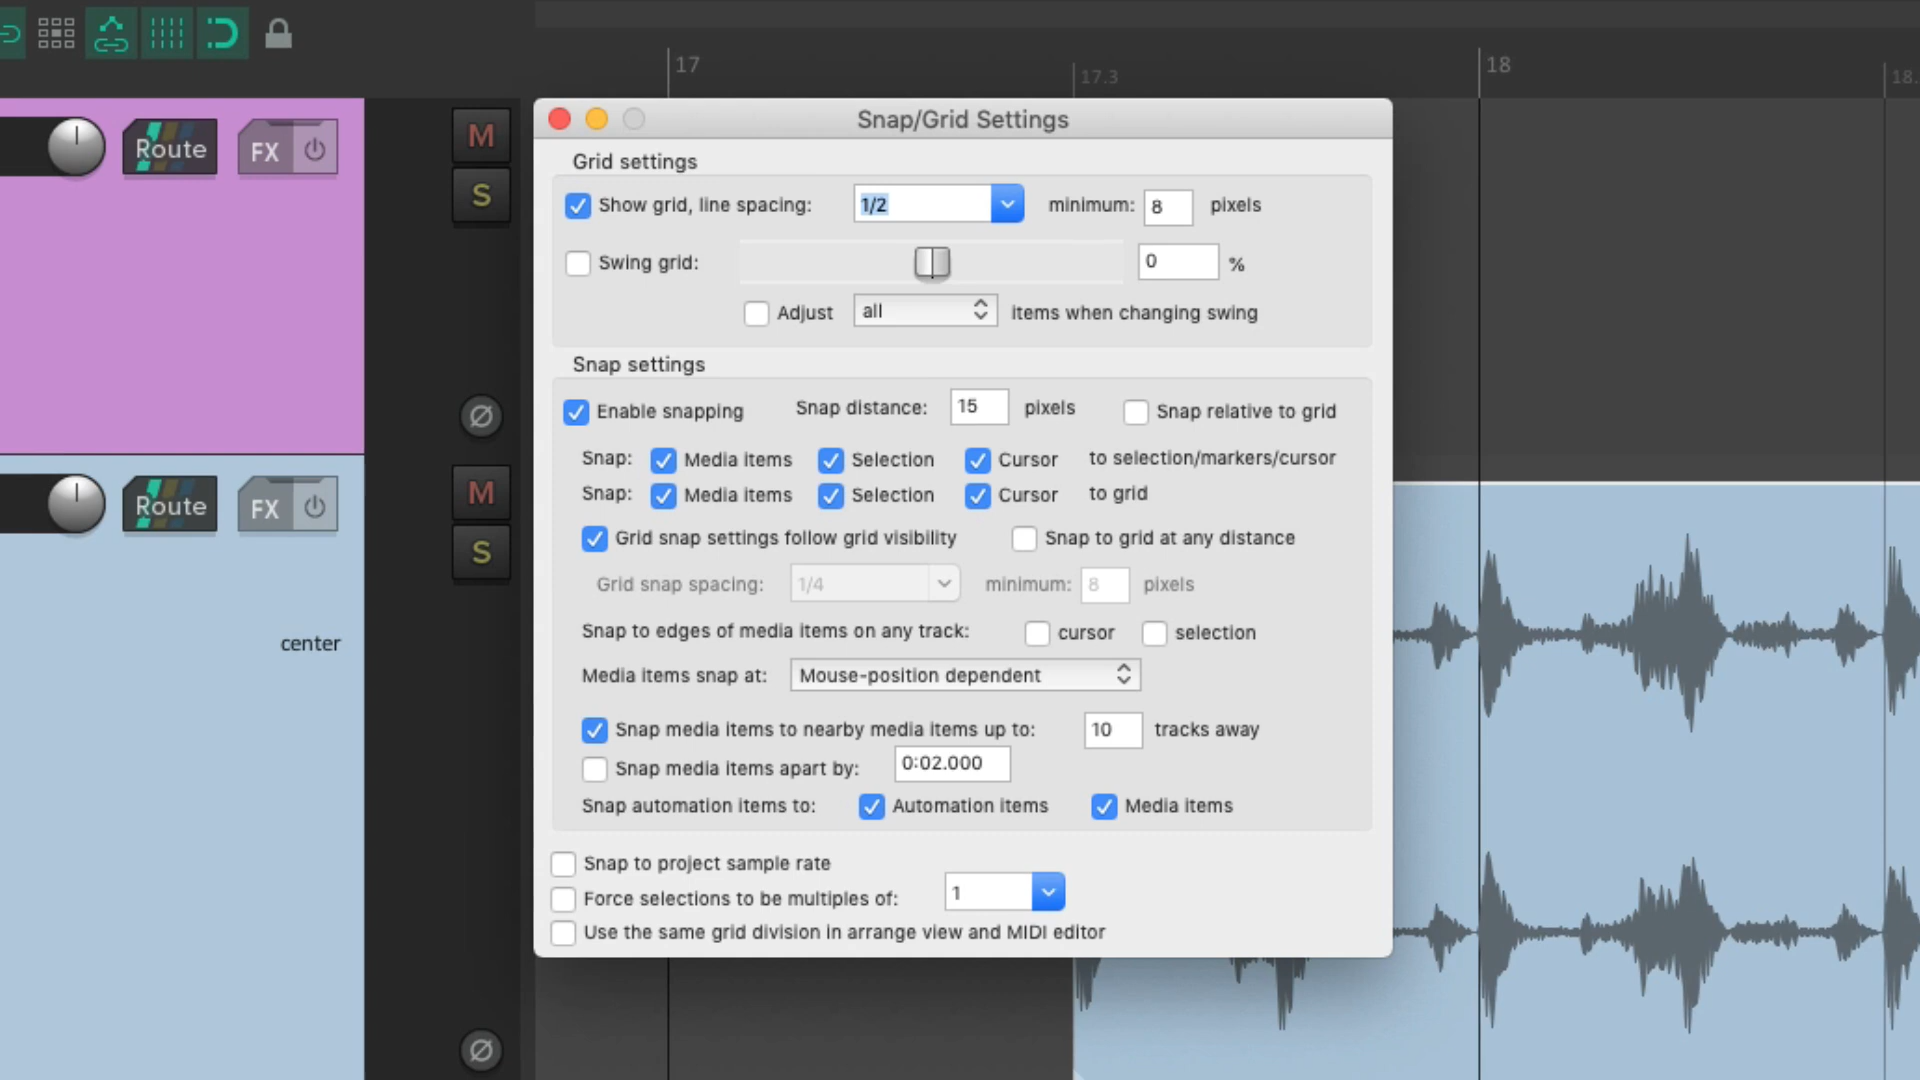 17
17.3
18
18.
Snap/Grid Settings
Route
FX
M
S
Ø
Route
FX
M
S
center
Ø
Grid settings
Show grid, line spacing: 1/2 minimum: 8 pixels
Swing grid: 0 %
Adjust all items when changing swing
Snap settings
Enable snapping Snap distance: 15 pixels Snap relative to grid
Snap: Media items Selection Cursor to selection/markers/cursor
Snap: Media items Selection Cursor to grid
Grid snap settings follow grid visibility Snap to grid at any distance
Grid snap spacing: 1/4 minimum: 8 pixels
Snap to edges of media items on any track: cursor selection
Media items snap at: Mouse-position dependent
Snap media items to nearby media items up to: 10 tracks away
Snap media items apart by: 0:02.000
Snap automation items to: Automation items Media items
Snap to project sample rate
Force selections to be multiples of: 1
Use the same grid division in arrange view and MIDI editor